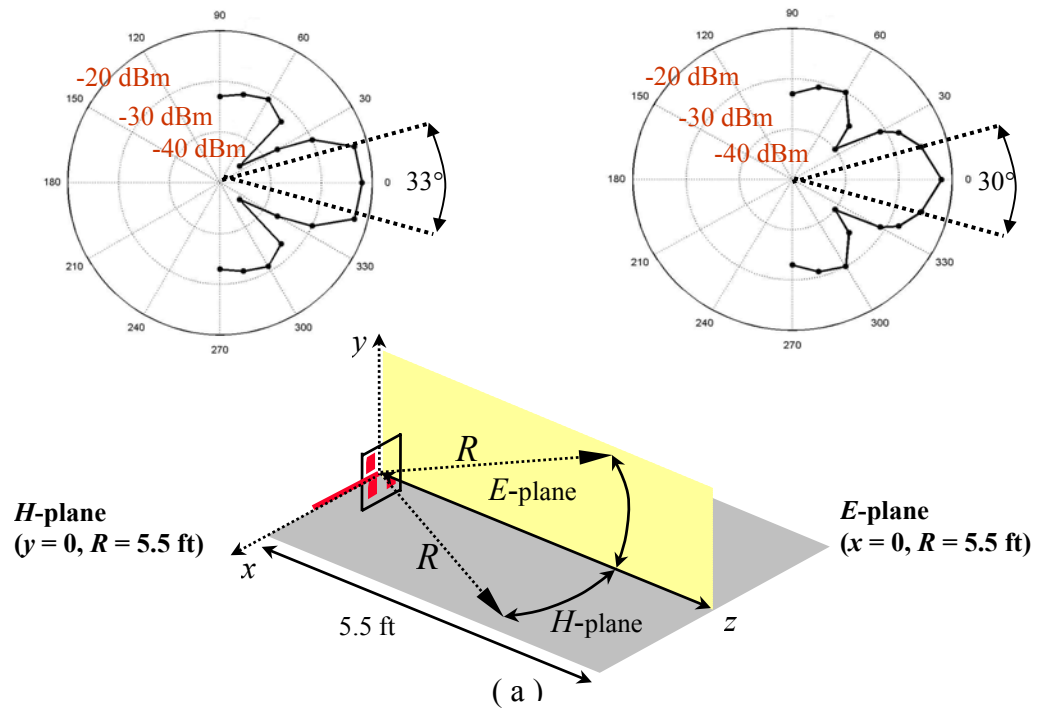 90
120
60
-20 dBm
150
30
-30 dBm
-40 dBm
180
0
33°
210
330
240
300
270
90
120
60
-20 dBm
150
30
-30 dBm
-40 dBm
180
0
30°
210
330
240
300
270
y
R
E-plane
H-plane
(y = 0, R = 5.5 ft)
E-plane
(x = 0, R = 5.5 ft)
x
R
H-plane
z
5.5 ft
( a )